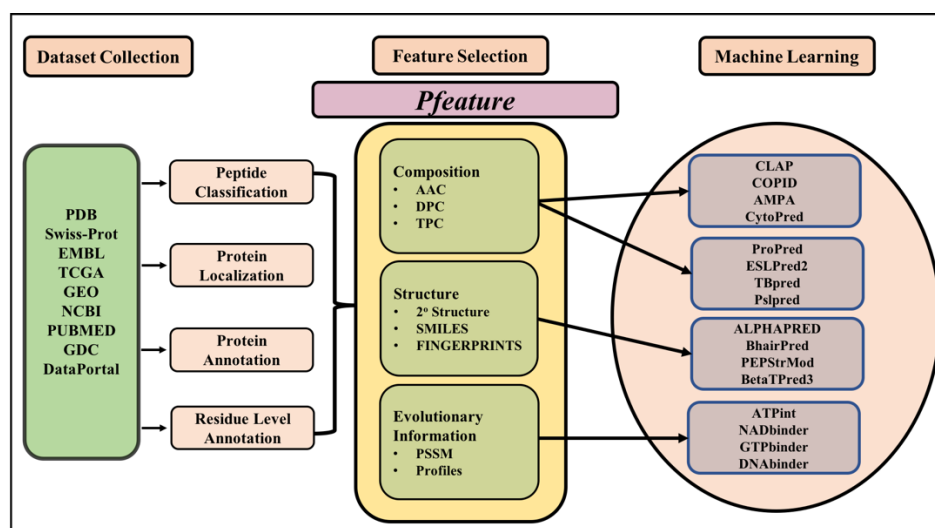 Dataset Collection
Feature Selection
Machine Learning
Pfeature
PDB
Swiss-Prot
EMBL
TCGA
GEO
NCBI
PUBMED
GDC
DataPortal
Peptide
Classification
Protein
Localization
Protein
Annotation
Residue Level
Annotation
Composition
• AAC
• DPC
• TPC
Structure
• 2º Structure
• SMILES
• FINGERPRINTS
Evolutionary
Information
• PSSM
• Profiles
CLAP
COPID
AMPA
CytoPred
ProPred
ESLPred2
TBpred
Pslpred
ALPHAPRED
BhairPred
PEPStrMod
BetaTPred3
ATPint
NADbinder
GTPbinder
DNAbinder